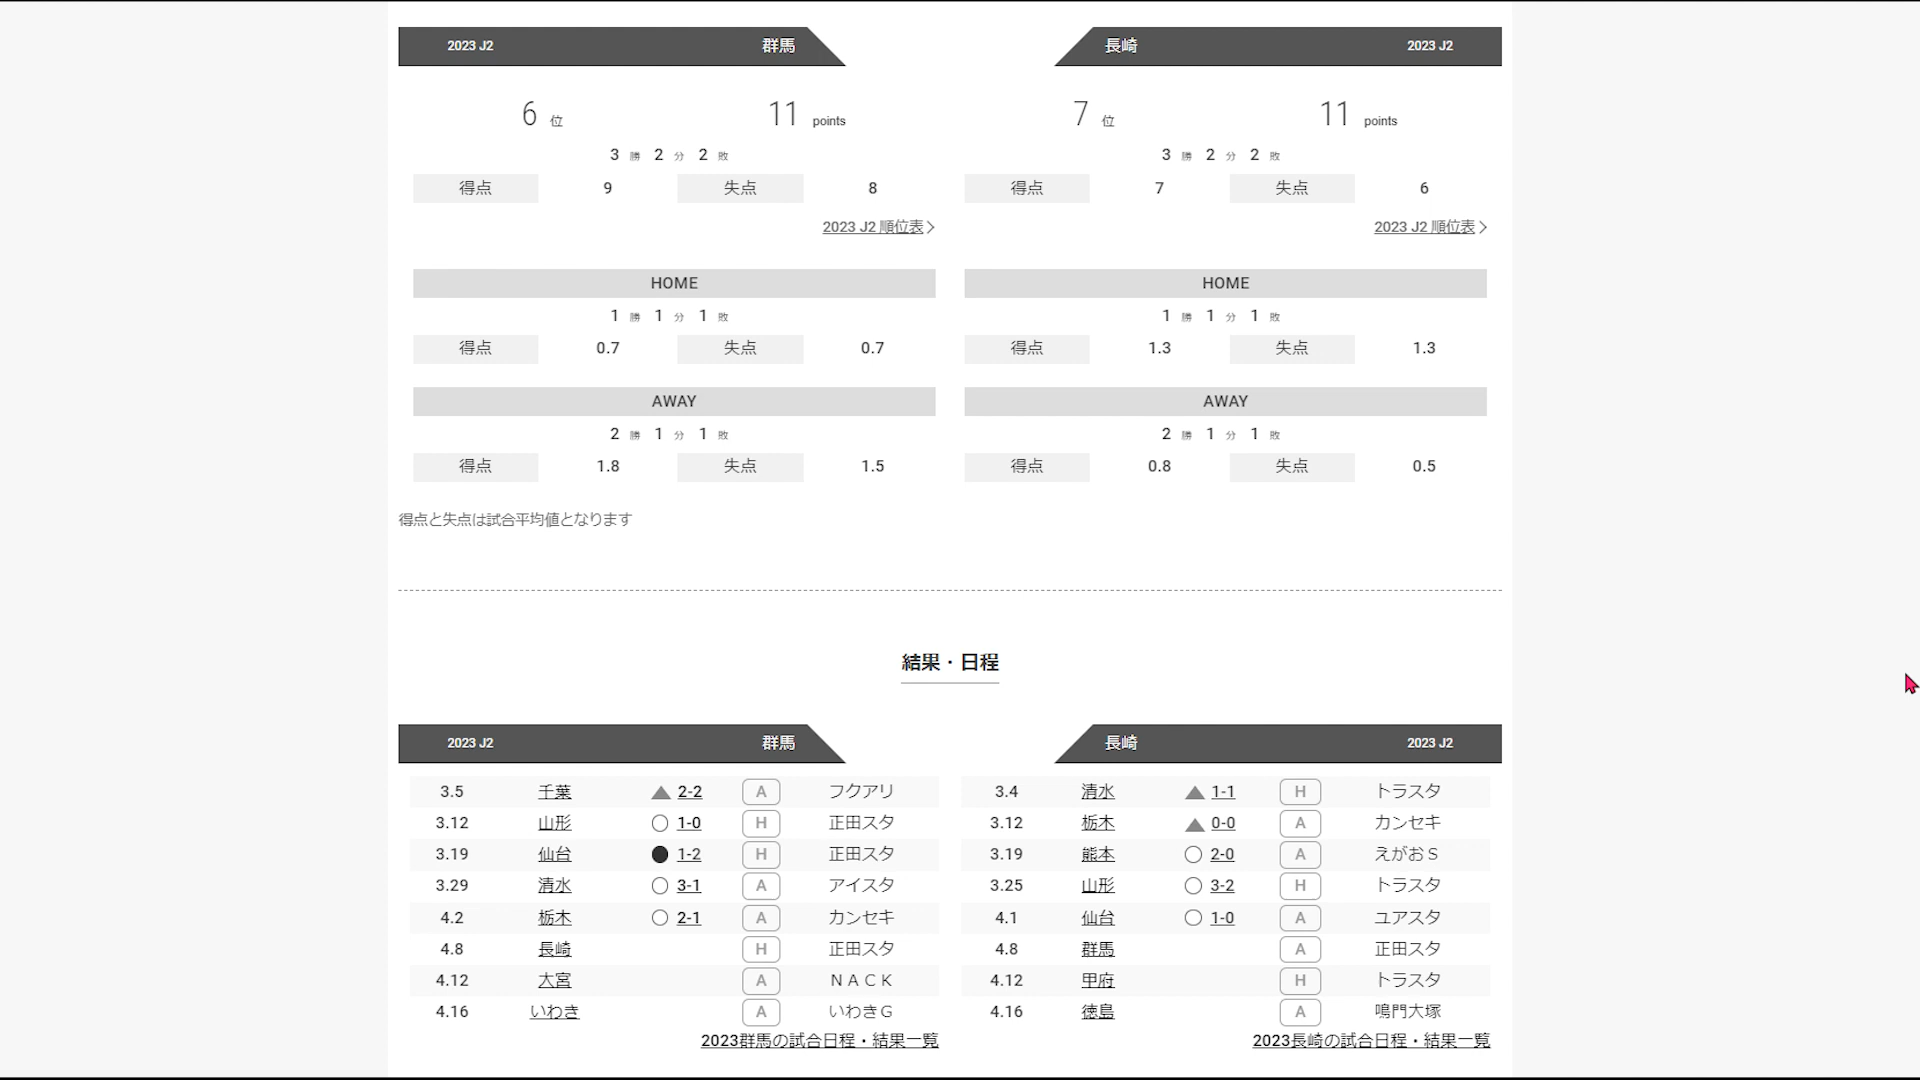 2023 J2 群馬
6 位 11 points
3 勝 2 分 2 敗
得点 9 失点 8
2023 J2 順位表
HOME
1 勝 1 分 1 敗
得点 0.7 失点 0.7
AWAY
2 勝 1 分 1 敗
得点 1.8 失点 1.5
長崎 2023 J2
7 位 11 points
3 勝 2 分 2 敗
得点 7 失点 6
2023 J2 順位表
HOME
1 勝 1 分 1 敗
得点 1.3 失点 1.3
AWAY
2 勝 1 分 1 敗
得点 0.8 失点 0.5
得点と失点は試合平均値となります
結果・日程
2023 J2 群馬
3.5 千葉 ▲ 2-2 A フクアリ
3.12 山形 ○ 1-0 H 正田スタ
3.19 仙台 ● 1-2 H 正田スタ
3.29 清水 ○ 3-1 A アイスタ
4.2 栃木 ○ 2-1 A カンセキ
4.8 長崎 H 正田スタ
4.12 大宮 A ＮＡＣＫ
4.16 いわき A いわきＧ
2023群馬の試合日程・結果一覧
長崎 2023 J2
3.4 清水 ▲ 1-1 H トラスタ
3.12 栃木 ▲ 0-0 A カンセキ
3.19 熊本 ○ 2-0 A えがおＳ
3.25 山形 ○ 3-2 H トラスタ
4.1 仙台 ○ 1-0 A ユアスタ
4.8 群馬 A 正田スタ
4.12 甲府 H トラスタ
4.16 徳島 A 鳴門大塚
2023長崎の試合日程・結果一覧